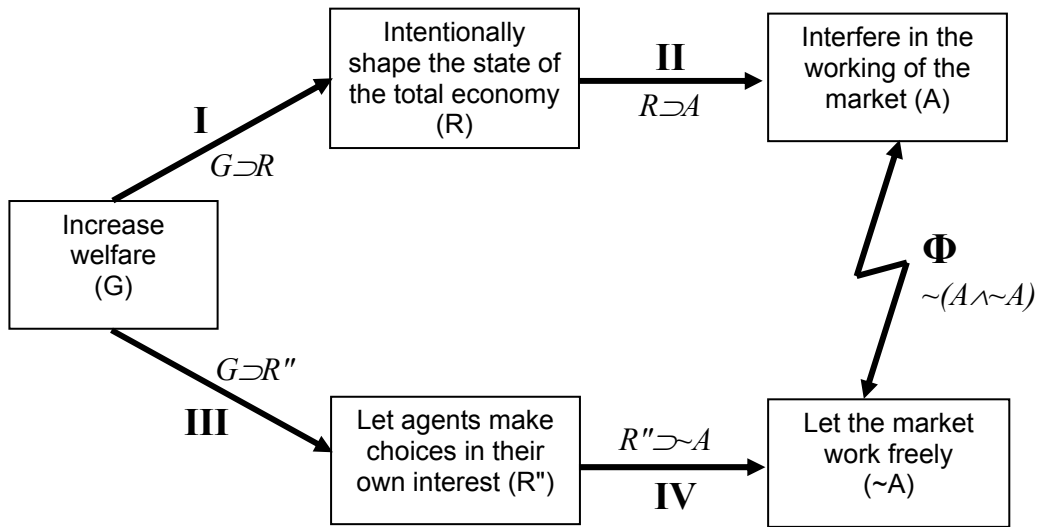 Intentionally
shape the state of
the total economy
(R)
II
R⊃A
Interfere in the
working of the
market (A)
I
G⊃R
Increase
welfare
(G)
Φ
~(A∧~A)
G⊃R"
III
Let agents make
choices in their
own interest (R")
R"⊃~A
IV
Let the market
work freely
(~A)